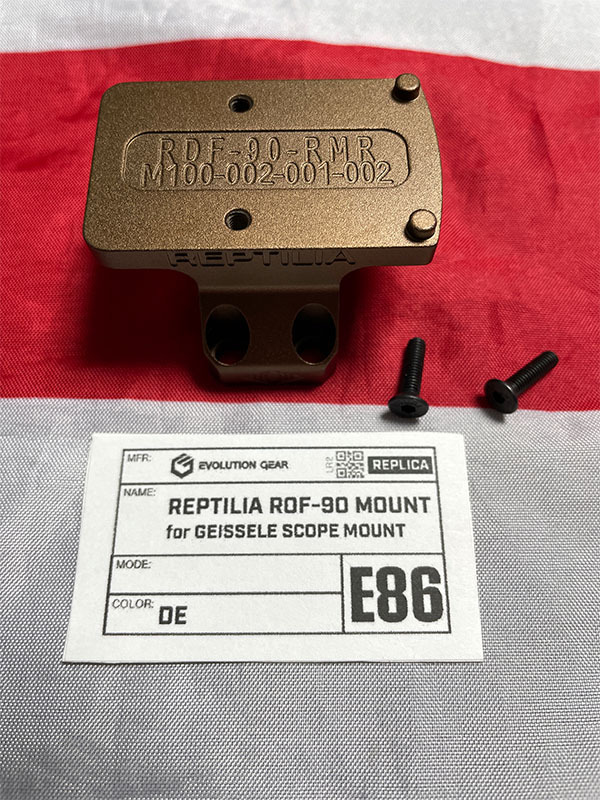 RDF-90-RMR
M100-002-001-002
REPTILIA
MFR:
EVOLUTION GEAR
LR2
REPLICA
NAME:
REPTILIA ROF-90 MOUNT
for GEISSELE SCOPE MOUNT
MODE:
COLOR:
DE
E86